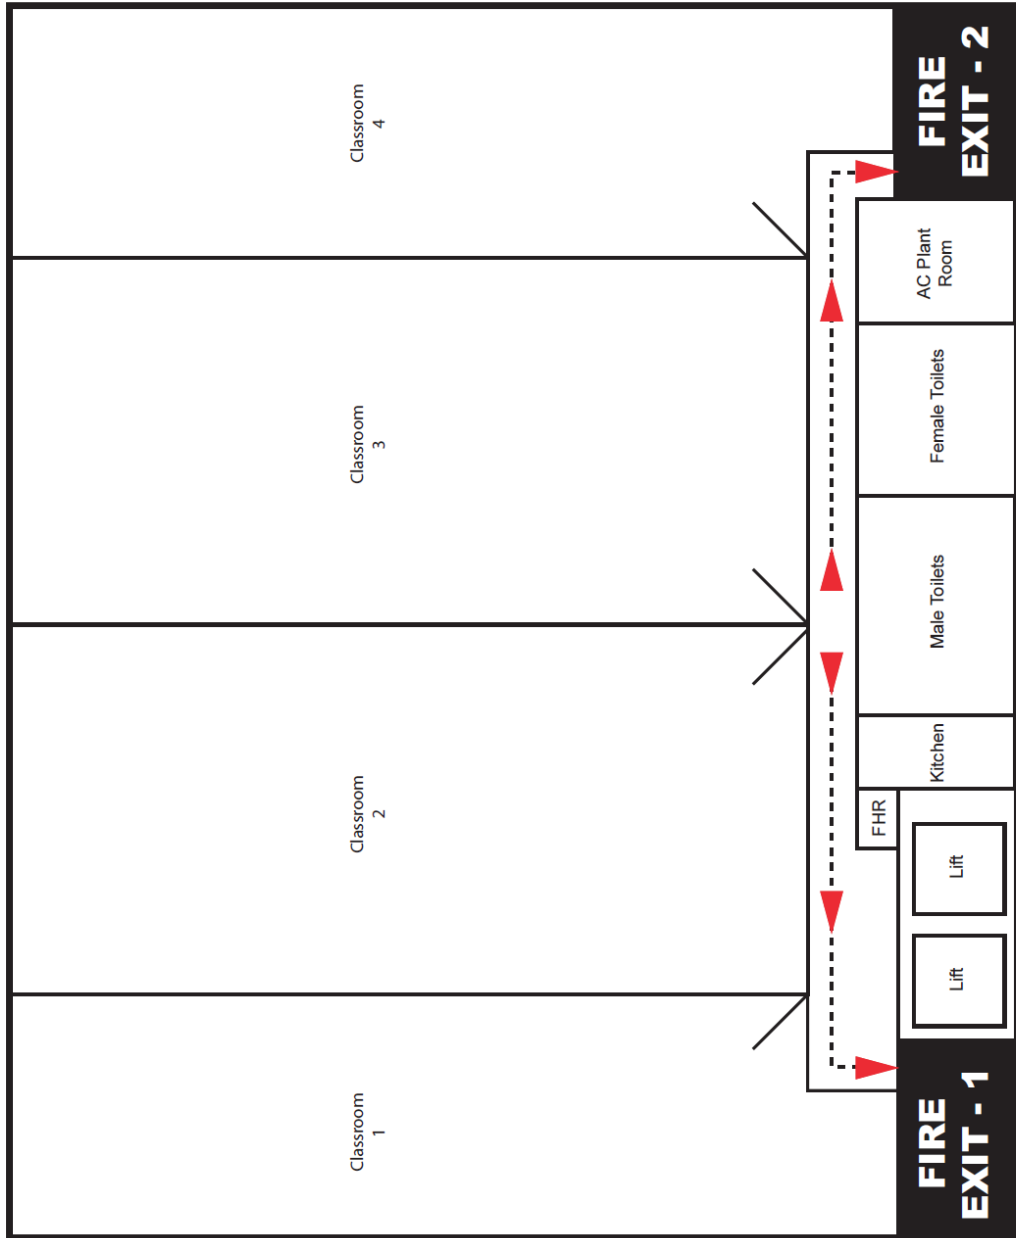 Classroom
1
Classroom
2
Classroom
3
Classroom
4
FIRE
EXIT - 1
Lift
Lift
FHR
Kitchen
Male Toilets
Female Toilets
AC Plant
Room
FIRE
EXIT - 2